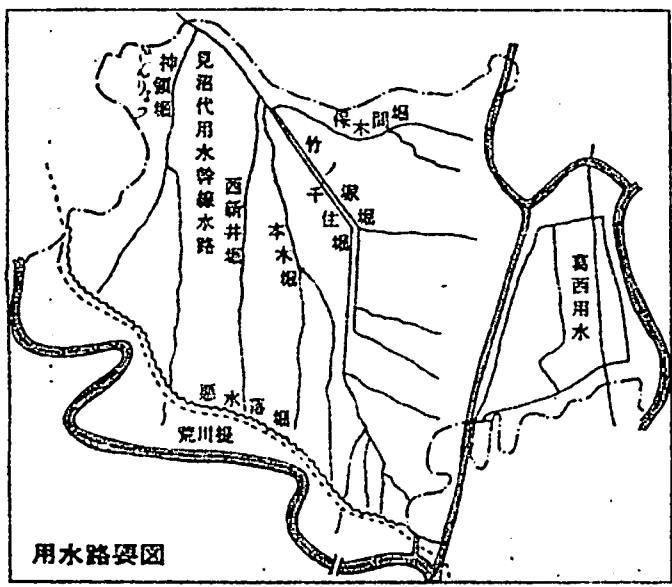 神領堀
じんりょう
見沼代用水幹線水路
西新井堀
本木堀
保木間堀
竹ノ塚堀
千住堀
葛西用水
悪水落堀
荒川堤
用水路要図